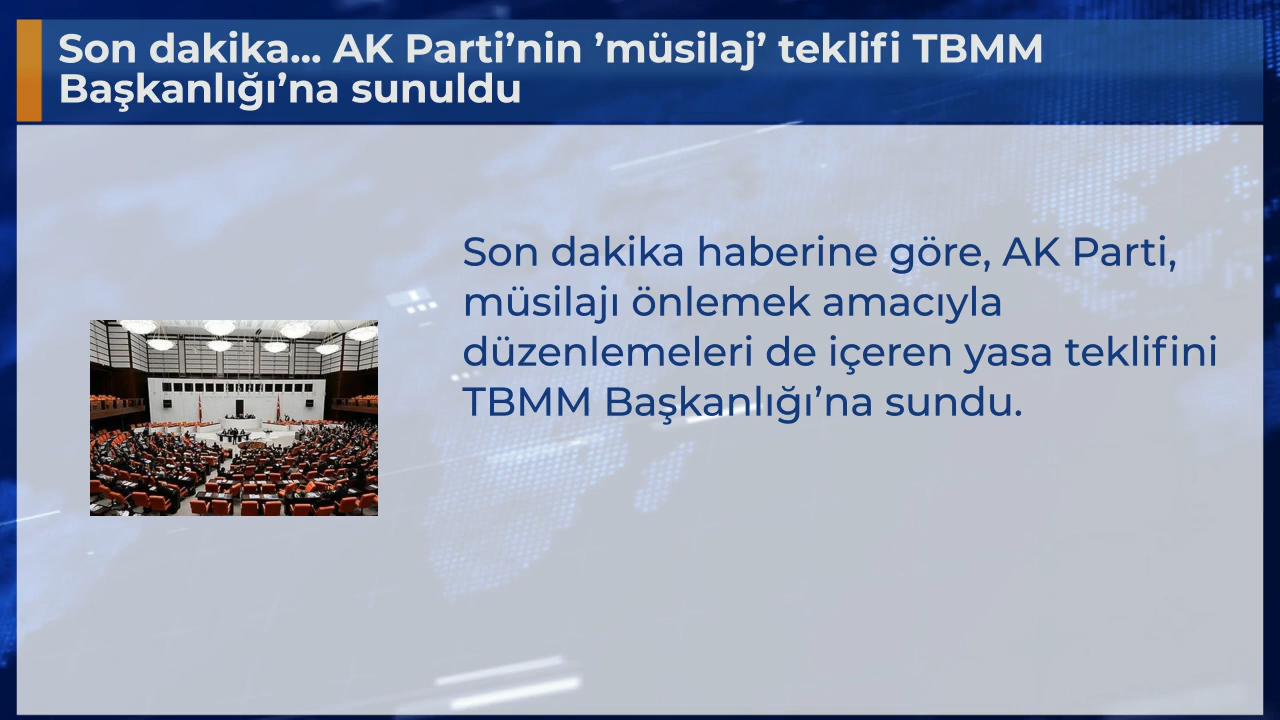 Son dakika... AK Parti’nin ’müsilaj’ teklifi TBMM
Başkanlığı’na sunuldu
Son dakika haberine göre, AK Parti,
müsilajı önlemek amacıyla
düzenlemeleri de içeren yasa teklifini
TBMM Başkanlığı’na sundu.